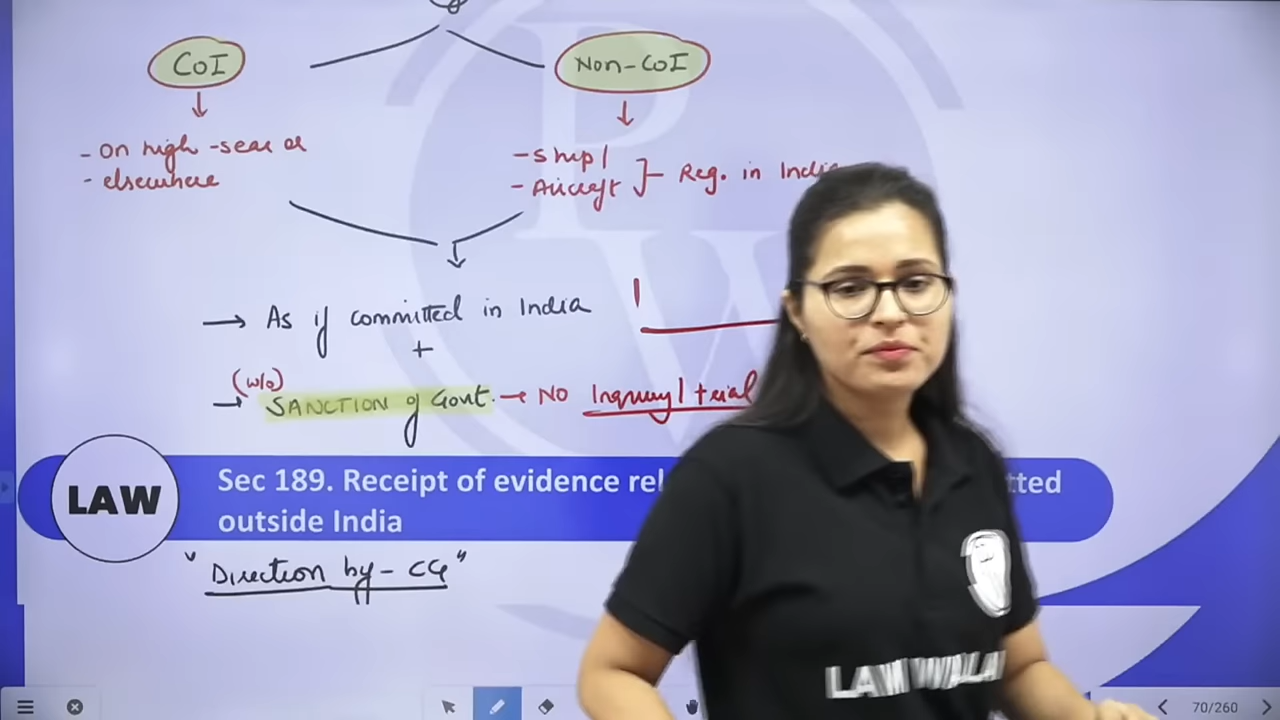 CoI
Non-CoI
- On high-seas or
- elsewhere
- Ship/
- Aircraft } Reg. in India
→ As if committed in India
+
(w/o)
→ SANCTION of Govt. → NO Inquiry/trial
LAW
Sec 189. Receipt of evidence rel tted
outside India
"Direction by - CG"
PW
LAW WALLAH
70/260